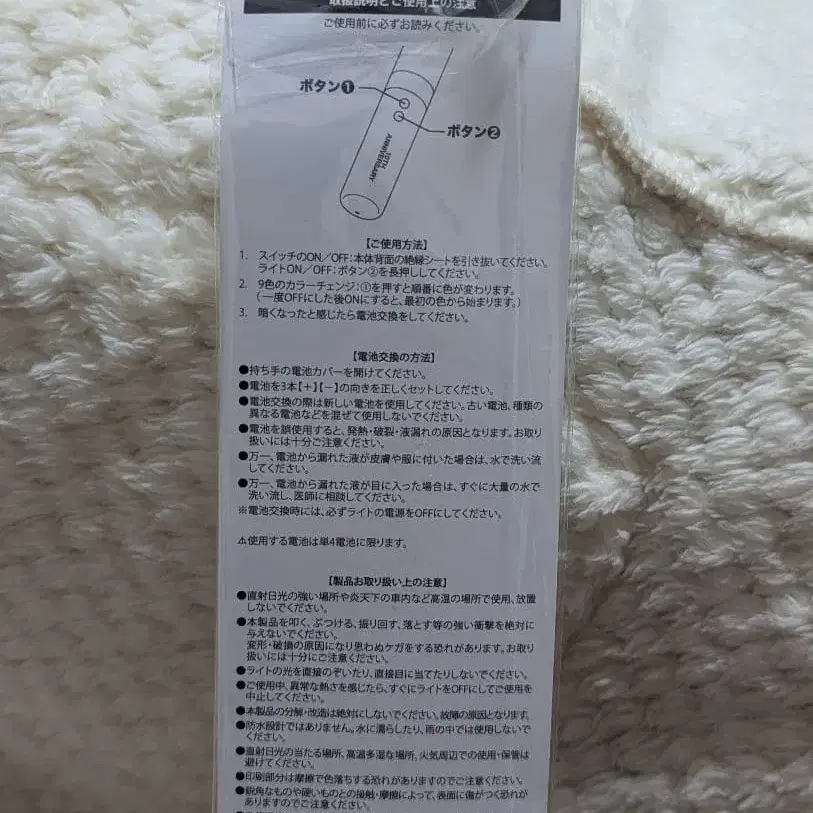 取扱説明とご使用上の注意
ご使用前に必ずお読みください。
ボタン❶
ボタン❷
10TH
ANNIVERSARY
【ご使用方法】
1. スイッチのON／OFF：本体背面の絶縁シートを引き抜いてください。
ライトON／OFF：ボタン②を長押ししてください。
2. 9色のカラーチェンジ：①を押すと順番に色が変わります。
（一度OFFにした後ONにすると、最初の色から始まります。）
3. 暗くなったと感じたら電池交換をしてください。
【電池交換の方法】
●持ち手の電池カバーを開けてください。
●電池を3本【＋】【－】の向きを正しくセットしてください。
●電池交換の際は新しい電池を使用してください。古い電池、種類の
異なる電池などを混ぜて使用しないでください。
●電池を誤使用すると、発熱・破裂・液漏れの原因となります。お取り
扱いには十分ご注意ください。
●万一、電池から漏れた液が皮膚や服に付いた場合は、水で洗い流
してください。
●万一、電池から漏れた液が目に入った場合は、すぐに大量の水で
洗い流し、医師に相談してください。
※電池交換時には、必ずライトの電源をOFFにしてください。
⚠使用する電池は単4電池に限ります。
【製品お取り扱い上の注意】
●直射日光の強い場所や炎天下の車内など高温の場所で使用、放置
しないでください。
●本製品を叩く、ぶつける、振り回す、落とす等の強い衝撃を絶対に
与えないでください。
変形・破損の原因になり思わぬケガをする恐れがあります。お取り
扱いには十分にご注意ください。
●ライトの光を直接のぞいたり、直接目に当てたりしないでください。
●ご使用中、異常な熱さを感じたら、すぐにライトをOFFにしてご使用を
中止してください。
●本製品の分解・改造は絶対にしないでください。故障の原因となります。
●防水設計ではありません。水に濡らしたり、雨の中では使用しないで
ください。
●直射日光の当たる場所、高温多湿な場所、火気周辺での使用・保管は
避けてください。
●印刷部分は摩擦で色落ちする恐れがありますのでご注意ください。
●鋭角なものや硬いものとの接触・摩擦によって、表面に傷がつく恐れが
ありますのでご注意ください。